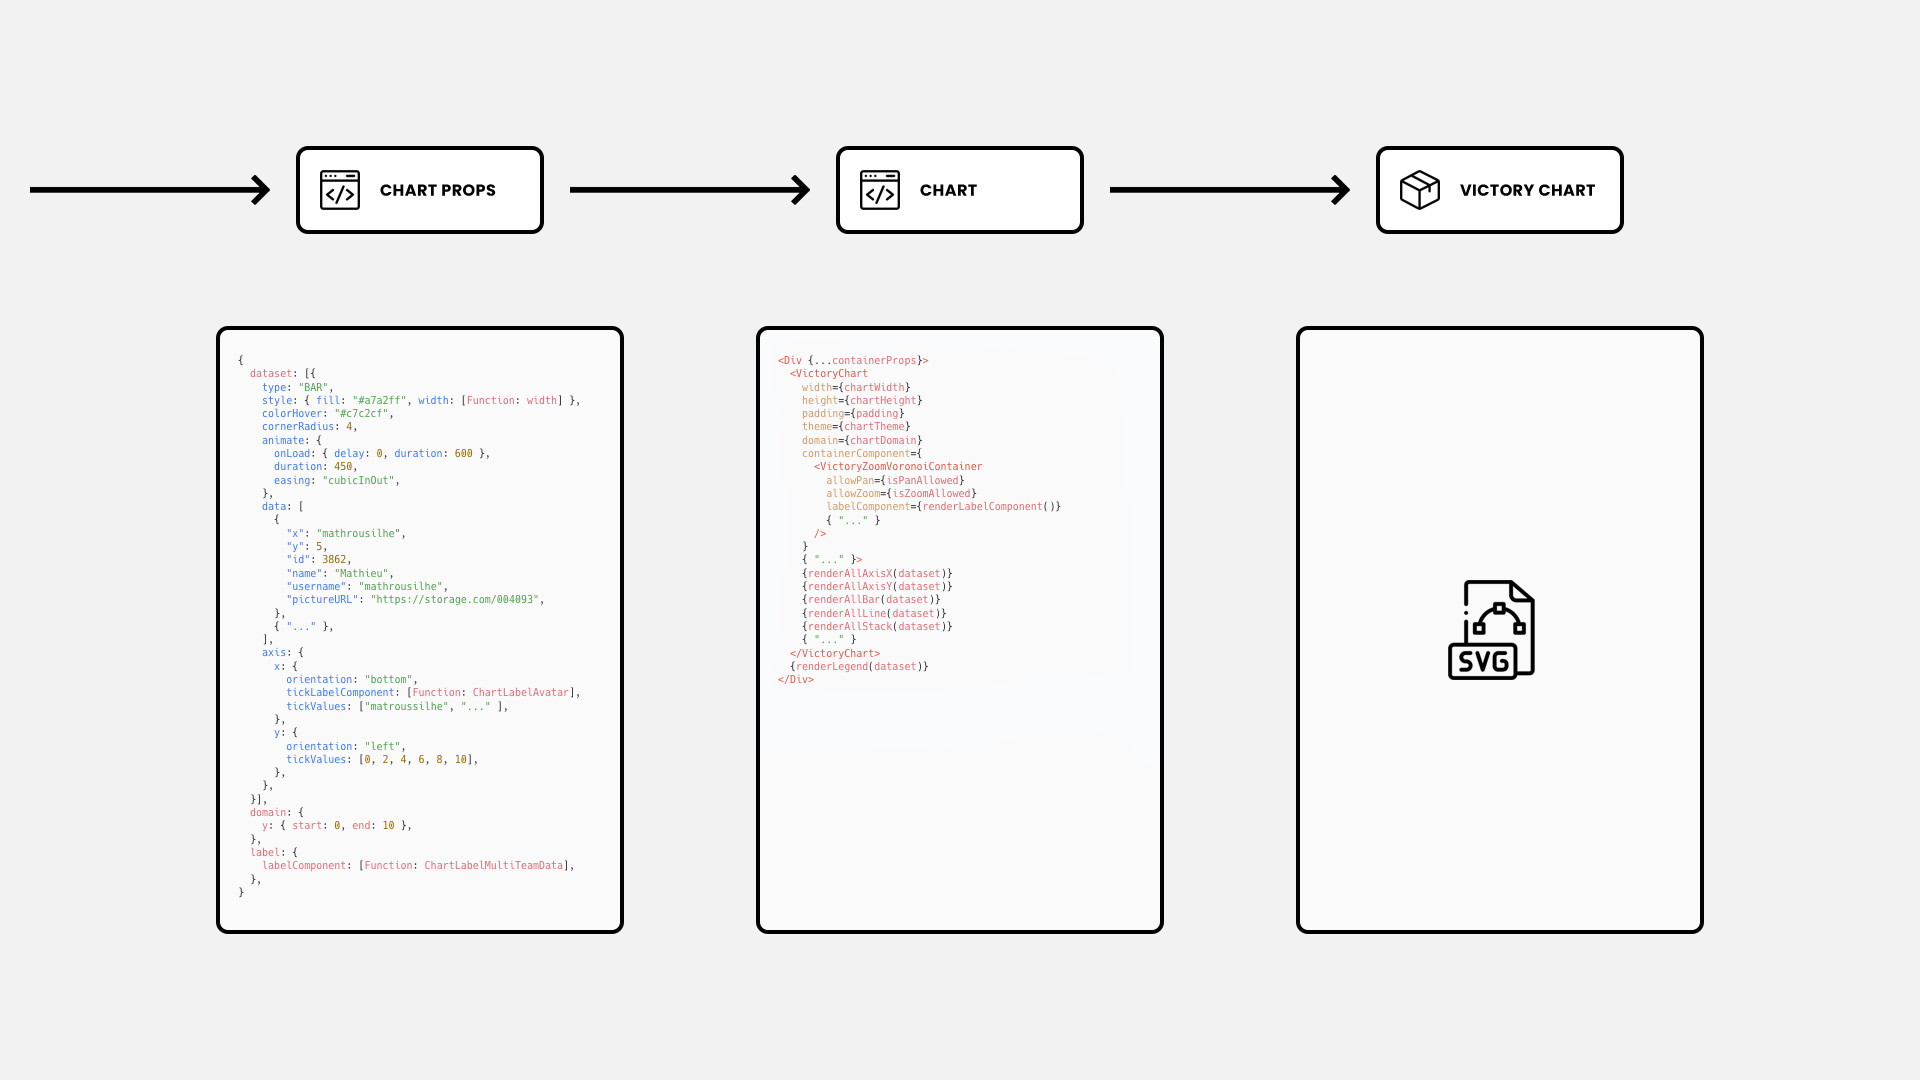 CHART PROPS
CHART
VICTORY CHART
{
  dataset: [{
    type: "BAR",
    style: { fill: "#a7a2ff", width: [Function: width] },
    colorHover: "#c7c2cf",
    cornerRadius: 4,
    animate: {
      onLoad: { delay: 0, duration: 600 },
      duration: 450,
      easing: "cubicInOut",
    },
    data: [
      {
        "x": "mathrousilhe",
        "y": 5,
        "id": 3862,
        "name": "Mathieu",
        "username": "mathrousilhe",
        "pictureURL": "https://storage.com/004093",
      },
      { "..." },
    ],
    axis: {
      x: {
        orientation: "bottom",
        tickLabelComponent: [Function: ChartLabelAvatar],
        tickValues: ["matroussilhe", "..." ],
      },
      y: {
        orientation: "left",
        tickValues: [0, 2, 4, 6, 8, 10],
      },
    },
  }],
  domain: {
    y: { start: 0, end: 10 },
  },
  label: {
    labelComponent: [Function: ChartLabelMultiTeamData],
  },
}
<Div {...containerProps}>
  <VictoryChart
    width={chartWidth}
    height={chartHeight}
    padding={padding}
    theme={chartTheme}
    domain={chartDomain}
    containerComponent={
      <VictoryZoomVoronoiContainer
        allowPan={isPanAllowed}
        allowZoom={isZoomAllowed}
        labelComponent={renderLabelComponent()}
        { "..." }
      />
    }
    { "..." }>
    {renderAllAxisX(dataset)}
    {renderAllAxisY(dataset)}
    {renderAllBar(dataset)}
    {renderAllLine(dataset)}
    {renderAllStack(dataset)}
    { "..." }
  </VictoryChart>
  {renderLegend(dataset)}
</Div>
SVG